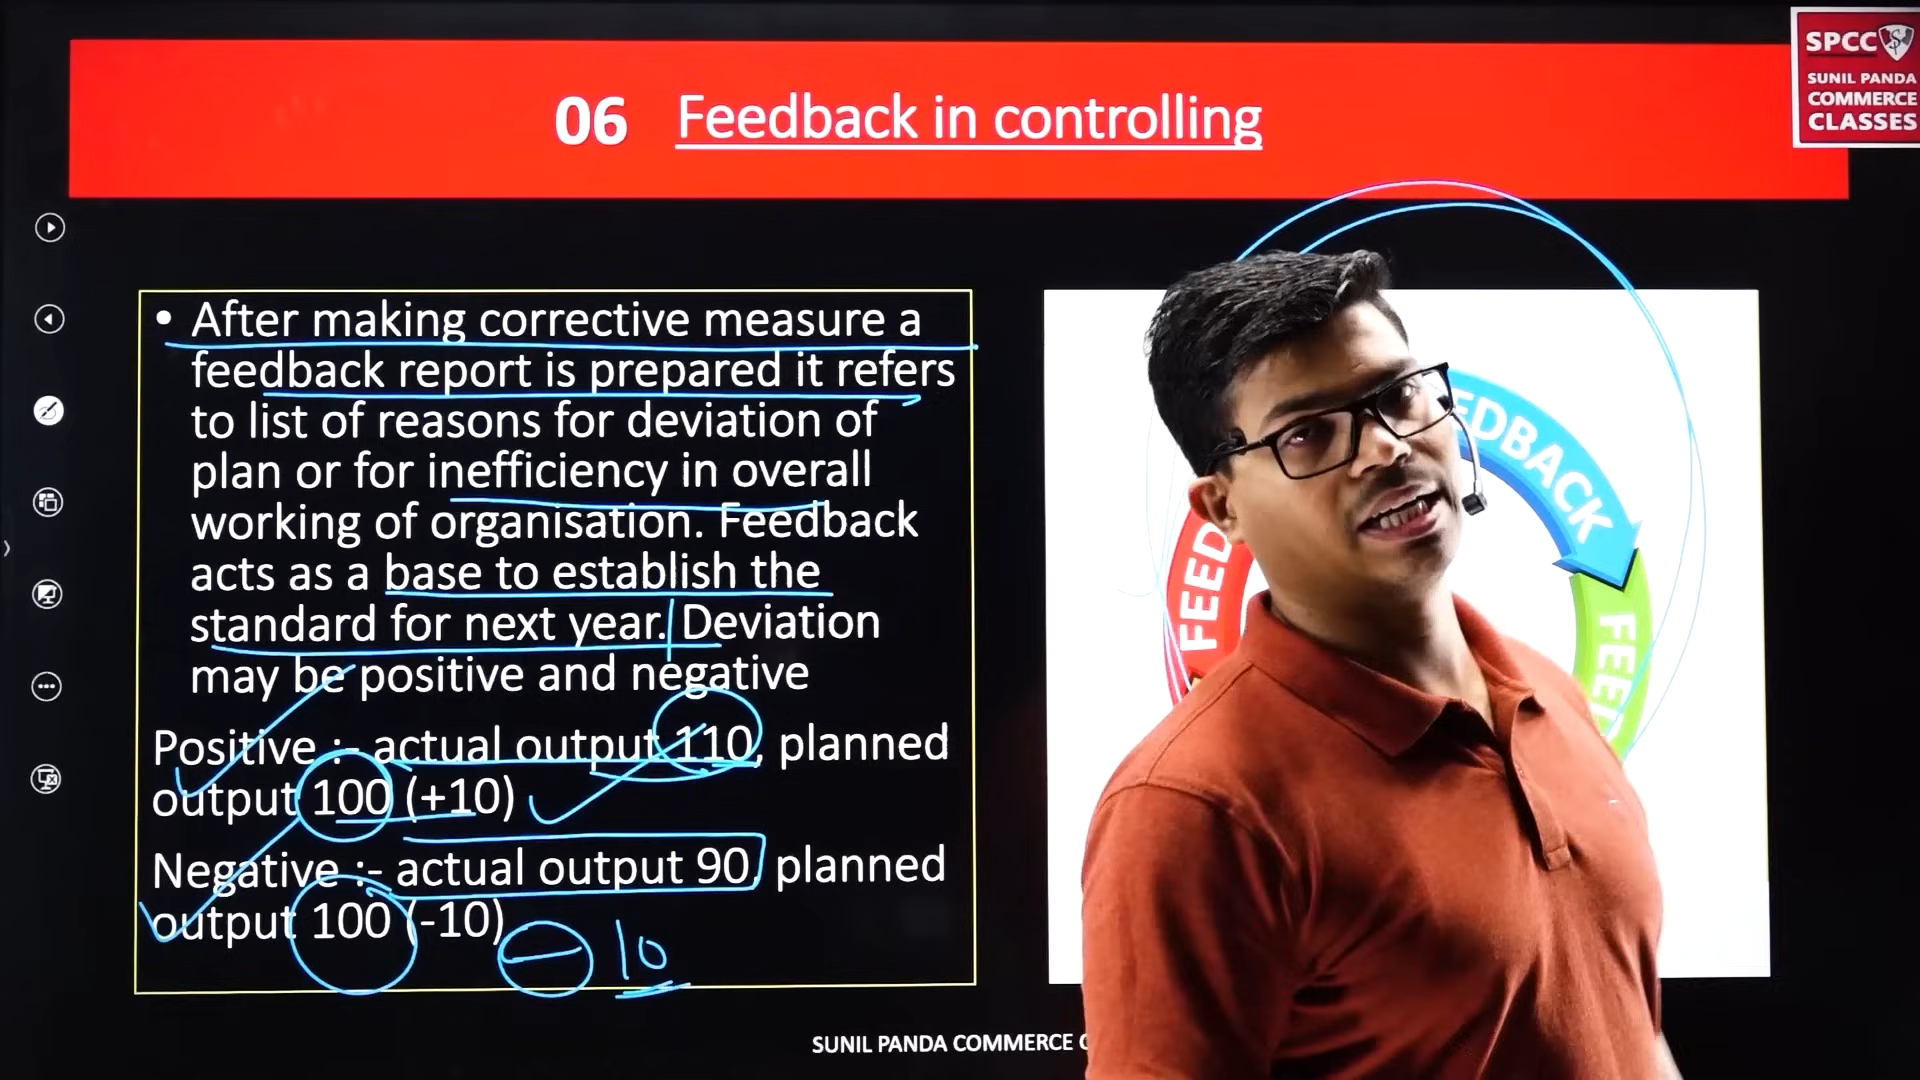 SPCC
SUNIL PANDA
COMMERCE
CLASSES
06 Feedback in controlling
• After making corrective measure a
feedback report is prepared it refers
to list of reasons for deviation of
plan or for inefficiency in overall
working of organisation. Feedback
acts as a base to establish the
standard for next year. Deviation
may be positive and negative
Positive :- actual output 110, planned
output 100 (+10)
Negative :- actual output 90, planned
output 100 (-10)
– 10
EDBACK
FEED
FEED
SUNIL PANDA COMMERCE